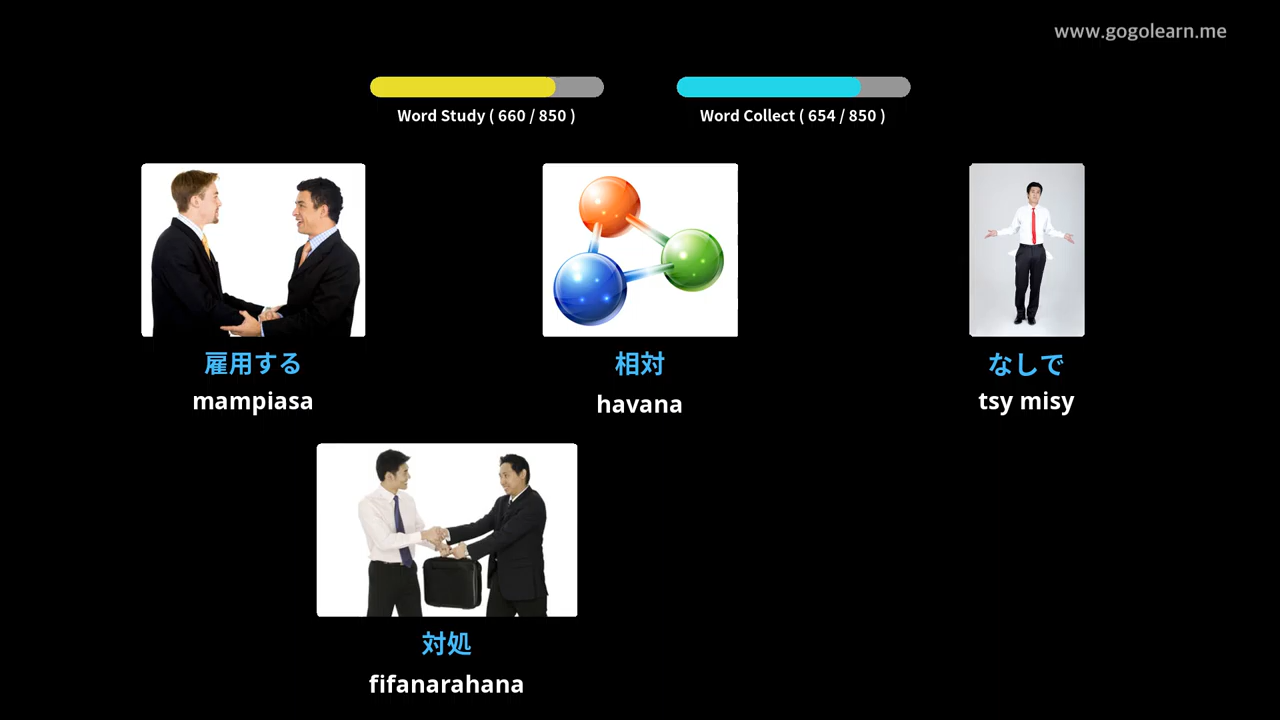 www.gogolearn.me
Word Study ( 660 / 850 )
Word Collect ( 654 / 850 )
雇用する
mampiasa
相対
havana
なしで
tsy misy
対処
fifanarahana